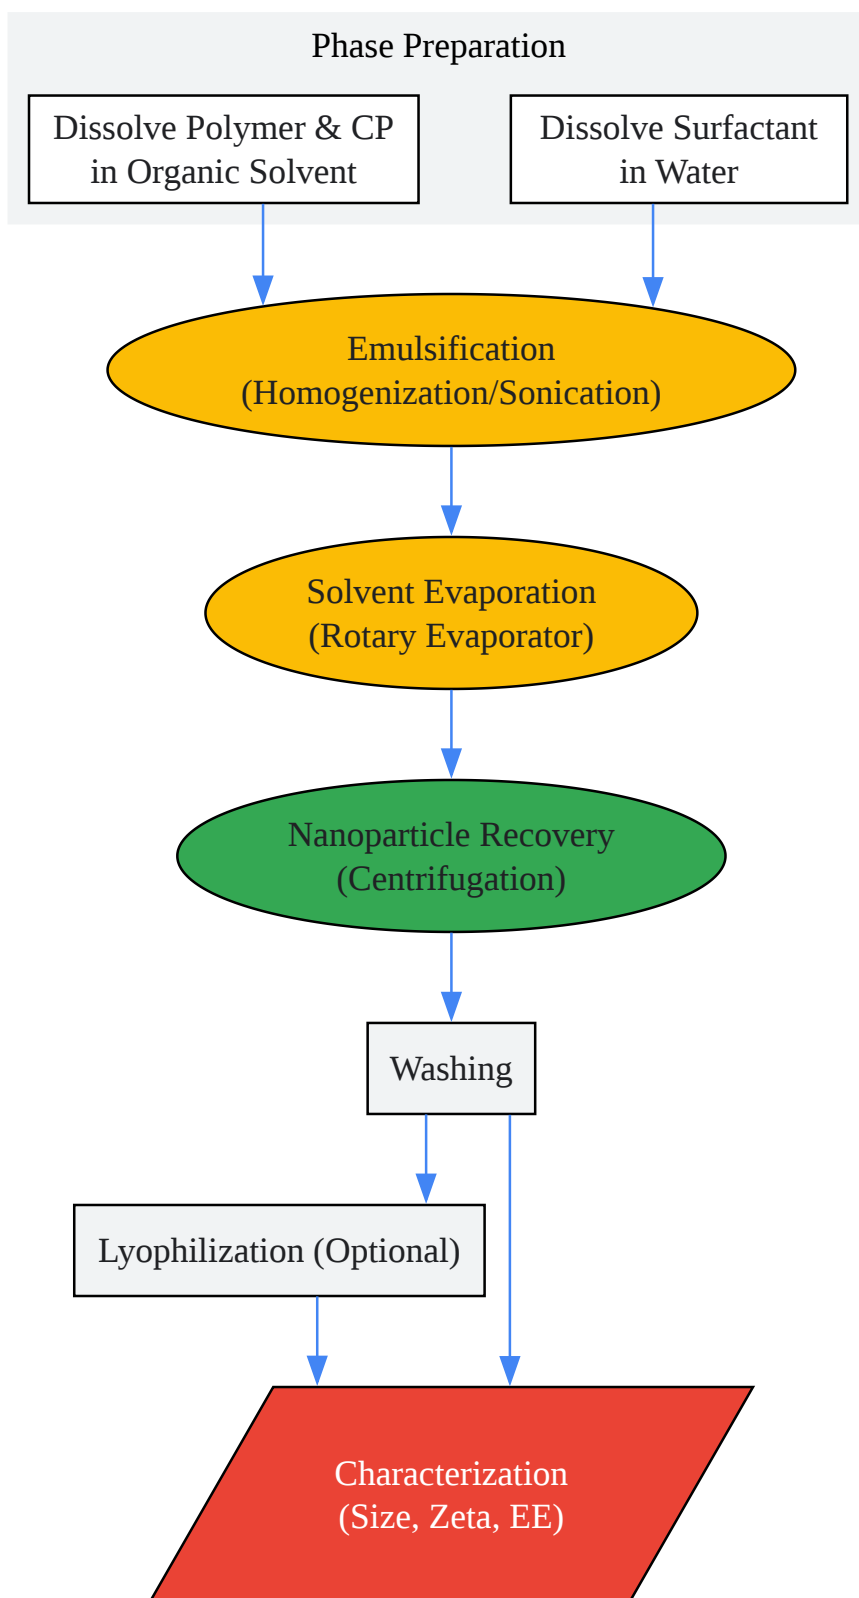 Phase Preparation
Dissolve Polymer & CP
in Organic Solvent
Dissolve Surfactant
in Water
Emulsification
(Homogenization/Sonication)
Solvent Evaporation
(Rotary Evaporator)
Nanoparticle Recovery
(Centrifugation)
Washing
Lyophilization (Optional)
Characterization
(Size, Zeta, EE)